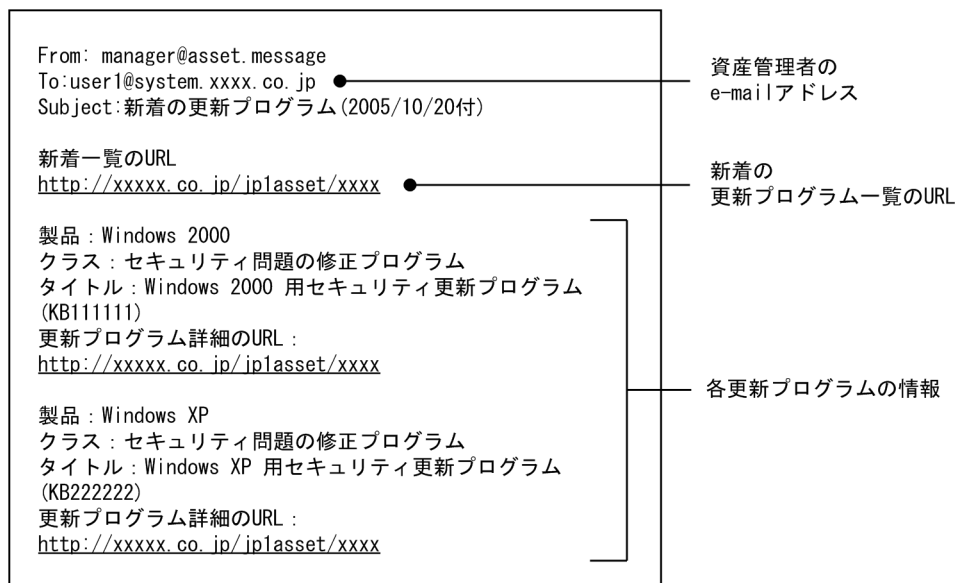 From: manager@asset.message
To:user1@system.xxxx.co.jp
Subject:新着の更新プログラム(2005/10/20付)
資産管理者の
e-mailアドレス
新着一覧のURL
http://xxxxx.co.jp/jp1asset/xxxx
新着の
更新プログラム一覧のURL
製品：Windows 2000
クラス：セキュリティ問題の修正プログラム
タイトル：Windows 2000 用セキュリティ更新プログラム
(KB111111)
更新プログラム詳細のURL：
http://xxxxx.co.jp/jp1asset/xxxx
各更新プログラムの情報
製品：Windows XP
クラス：セキュリティ問題の修正プログラム
タイトル：Windows XP 用セキュリティ更新プログラム
(KB222222)
更新プログラム詳細のURL：
http://xxxxx.co.jp/jp1asset/xxxx